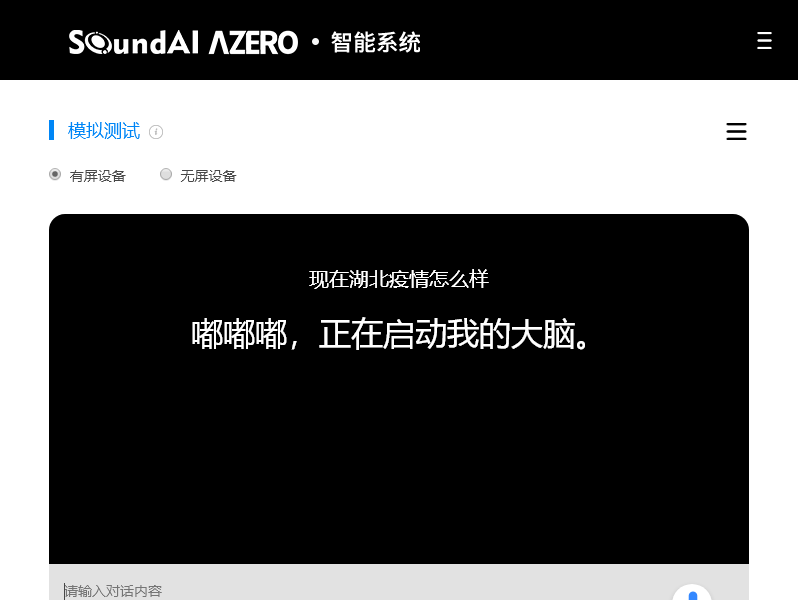 SoundAI AZERO · 智能系统
模拟测试
有屏设备 无屏设备
现在湖北疫情怎么样
嘟嘟嘟，正在启动我的大脑。
请输入对话内容